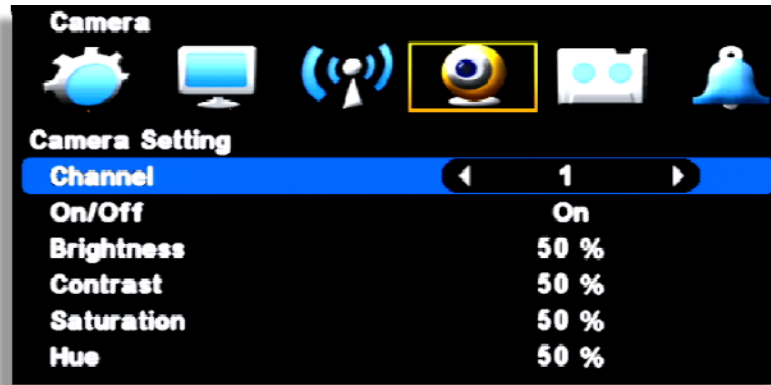 Camera
Camera Setting
Channel 1
On/Off On
Brightness 50 %
Contrast 50 %
Saturation 50 %
Hue 50 %